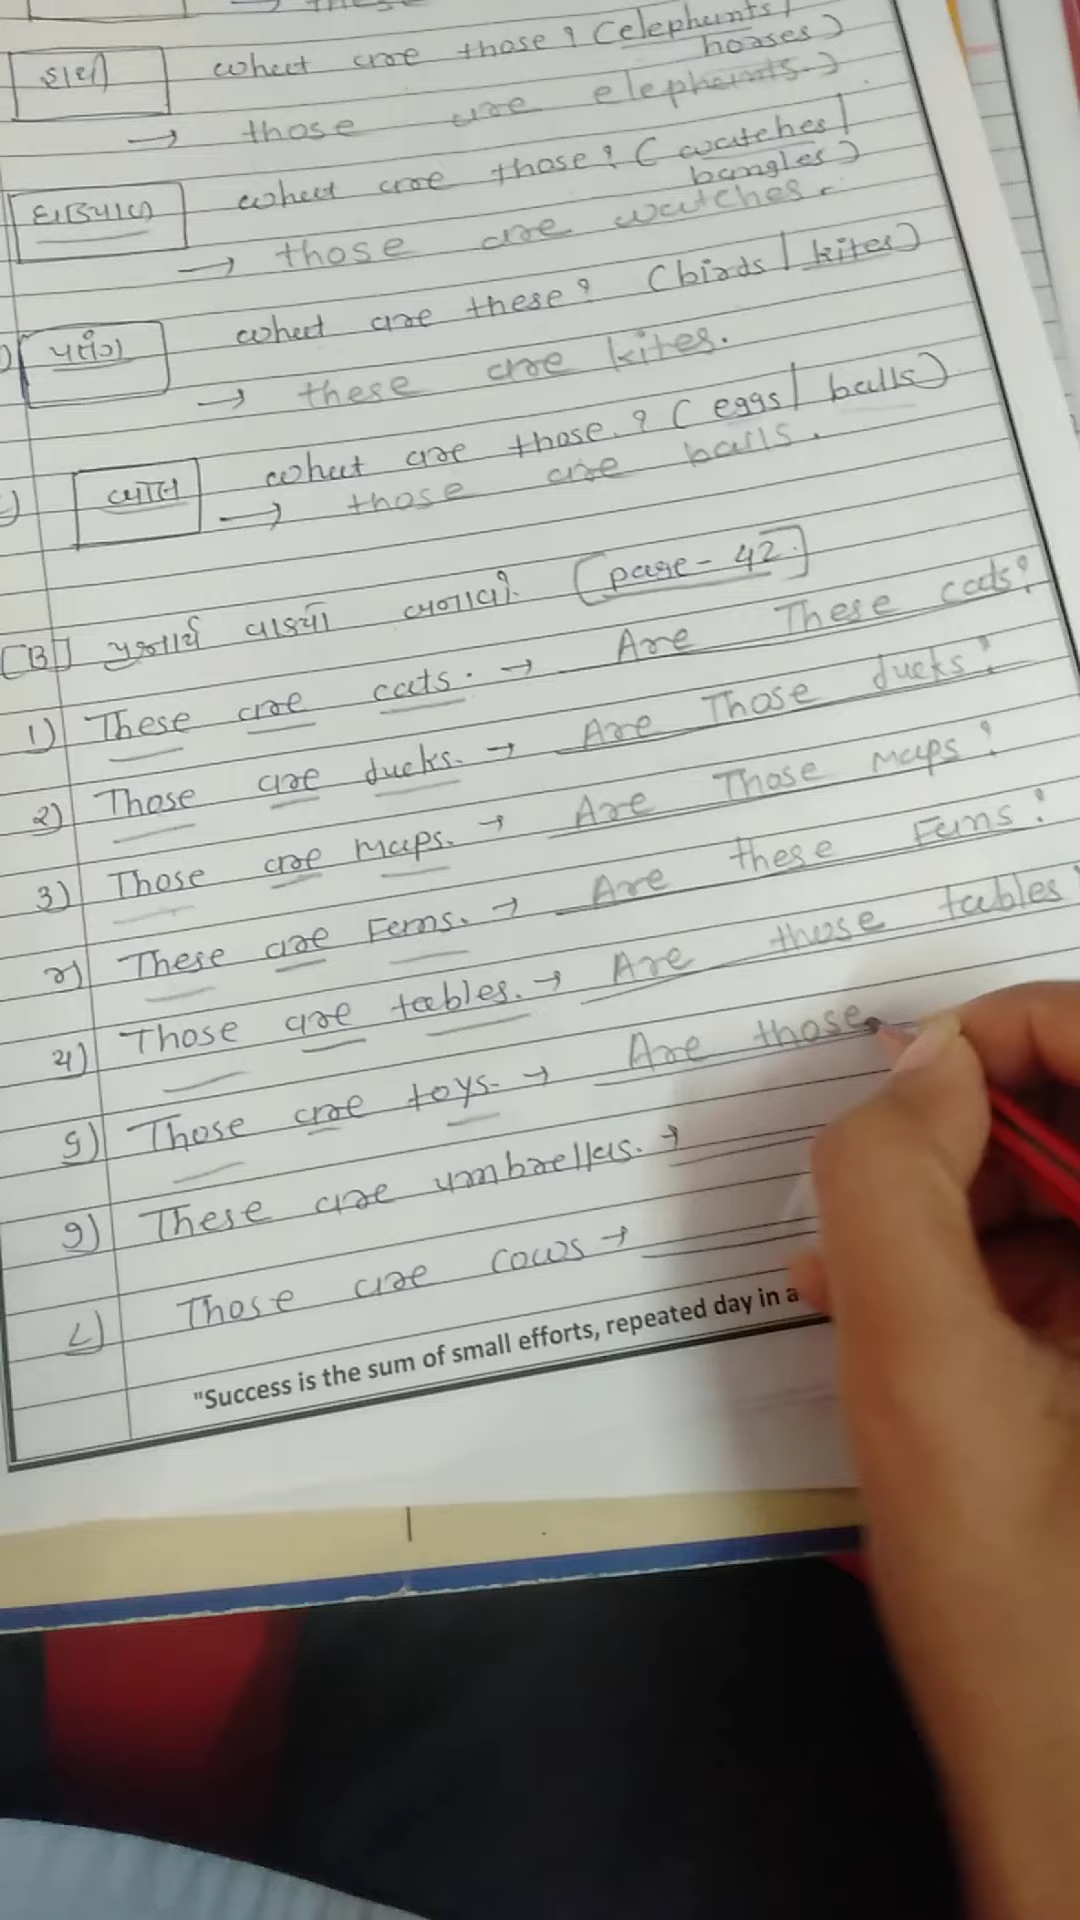 હાથી what are those? (elephants/
horses)
→ those are elephants.
ઘડિયાળ what are those? (watches/
bangles)
→ those are watches.
પતંગ what are these? (birds/kites)
→ these are kites.
બોલ what are those.? (eggs/balls)
→ those are balls.
[B] પ્રશ્નાર્થ વાક્યો બનાવો. [page-42.]
૧) These are cats. → Are These cats?
૨) Those are ducks. → Are Those ducks?
૩) Those are Maps. → Are Those Maps?
૪) These are Fans. → Are these Fans?
૫) Those are tables. → Are those tables?
૬) Those are toys. → Are those
૭) These are umbrellas. →
૮) Those are cows →
"Success is the sum of small efforts, repeated day in a